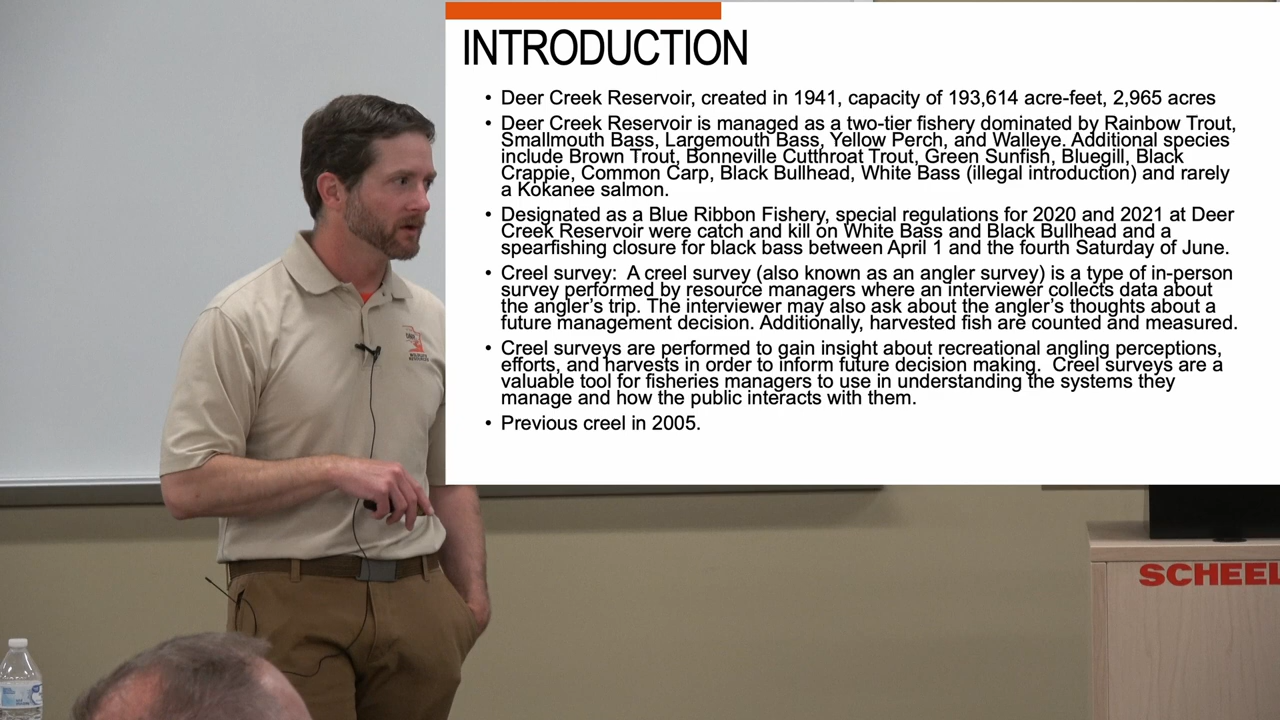 INTRODUCTION
• Deer Creek Reservoir, created in 1941, capacity of 193,614 acre-feet, 2,965 acres
• Deer Creek Reservoir is managed as a two-tier fishery dominated by Rainbow Trout,
Smallmouth Bass, Largemouth Bass, Yellow Perch, and Walleye. Additional species
include Brown Trout, Bonneville Cutthroat Trout, Green Sunfish, Bluegill, Black
Crappie, Common Carp, Black Bullhead, White Bass (illegal introduction) and rarely
a Kokanee salmon.
• Designated as a Blue Ribbon Fishery, special regulations for 2020 and 2021 at Deer
Creek Reservoir were catch and kill on White Bass and Black Bullhead and a
spearfishing closure for black bass between April 1 and the fourth Saturday of June.
• Creel survey:  A creel survey (also known as an angler survey) is a type of in-person
survey performed by resource managers where an interviewer collects data about
the angler's trip. The interviewer may also ask about the angler's thoughts about a
future management decision. Additionally, harvested fish are counted and measured.
• Creel surveys are performed to gain insight about recreational angling perceptions,
efforts, and harvests in order to inform future decision making.  Creel surveys are a
valuable tool for fisheries managers to use in understanding the systems they
manage and how the public interacts with them.
• Previous creel in 2005.
WILDLIFE
RESOURCES
SCHEEL